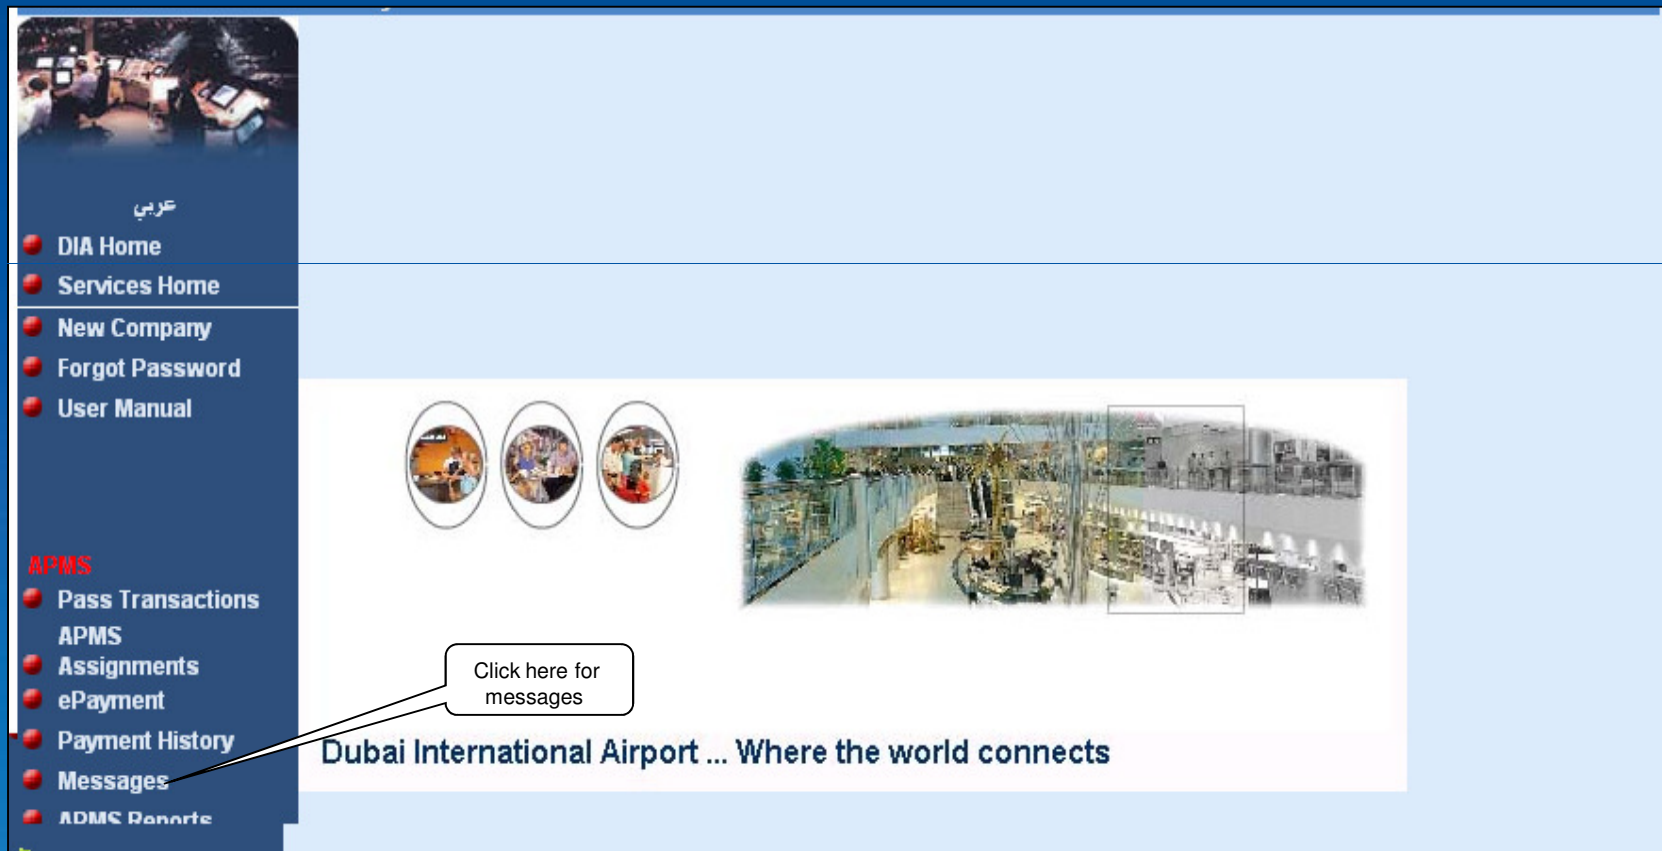 عربي
DIA Home
Services Home
New Company
Forgot Password
User Manual
APMS
Pass Transactions
APMS
Assignments
ePayment
Payment History
Messages
APMS Reports
Click here for
messages
Dubai International Airport ... Where the world connects